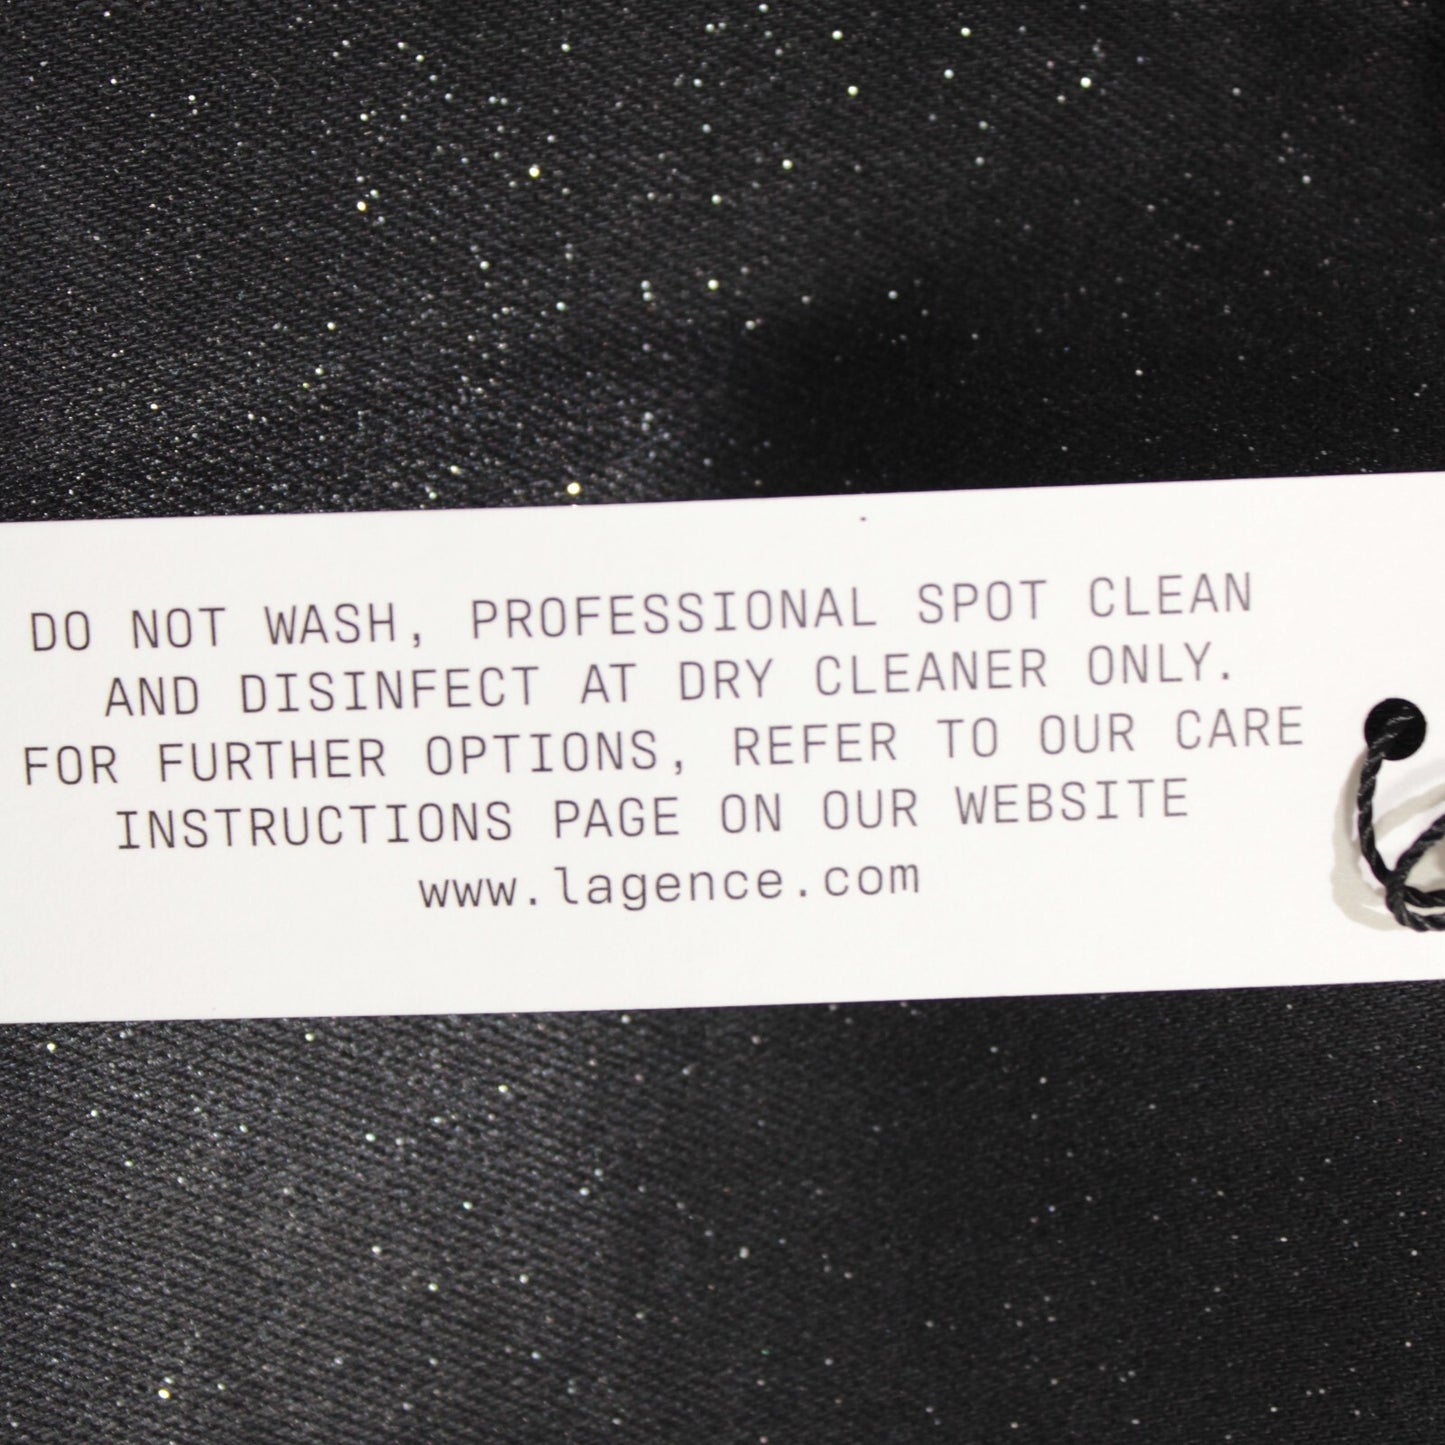 DO NOT WASH, PROFESSIONAL SPOT CLEAN
AND DISINFECT AT DRY CLEANER ONLY.
FOR FURTHER OPTIONS, REFER TO OUR CARE
INSTRUCTIONS PAGE ON OUR WEBSITE
www.lagence.com